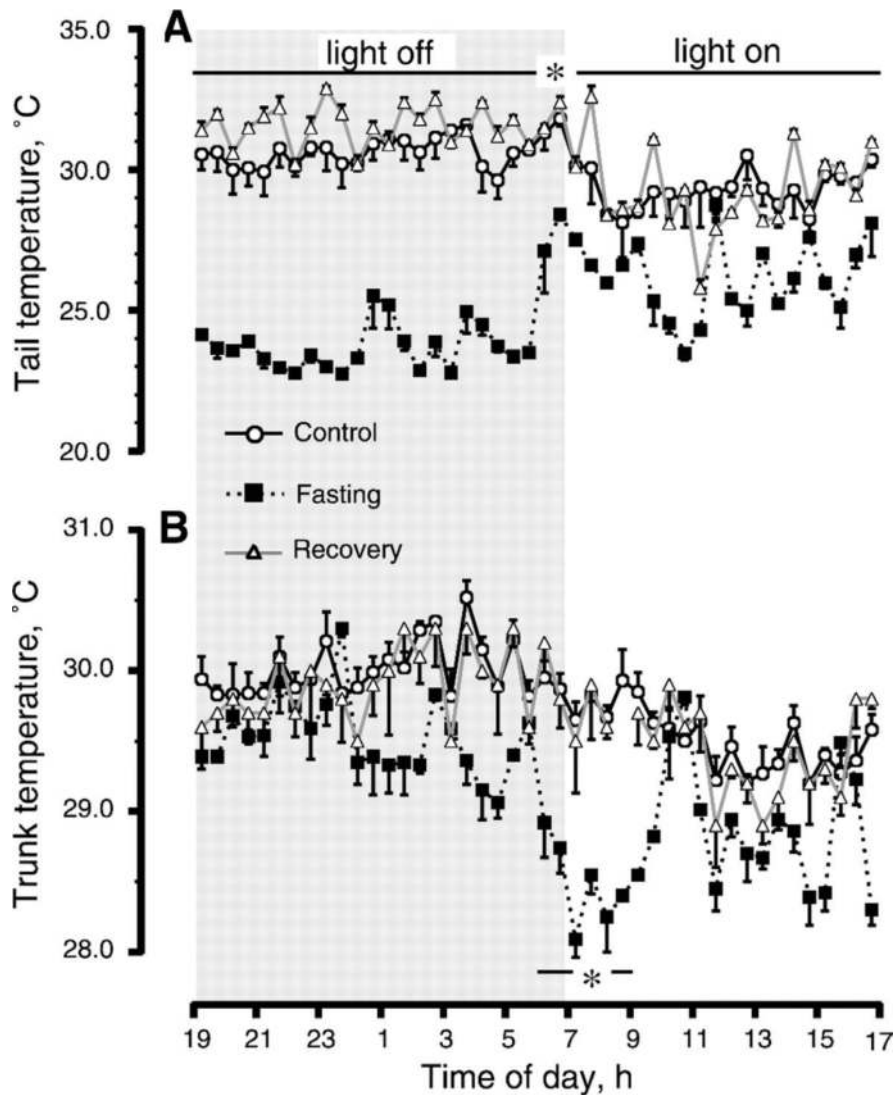 A
35.0
light off
*
light on
30.0
25.0
20.0
Tail temperature, ˚C
Control
Fasting
Recovery
B
31.0
30.0
29.0
28.0
Trunk temperature, ˚C
*
19 21 23 1 3 5 7 9 11 13 15 17
Time of day, h